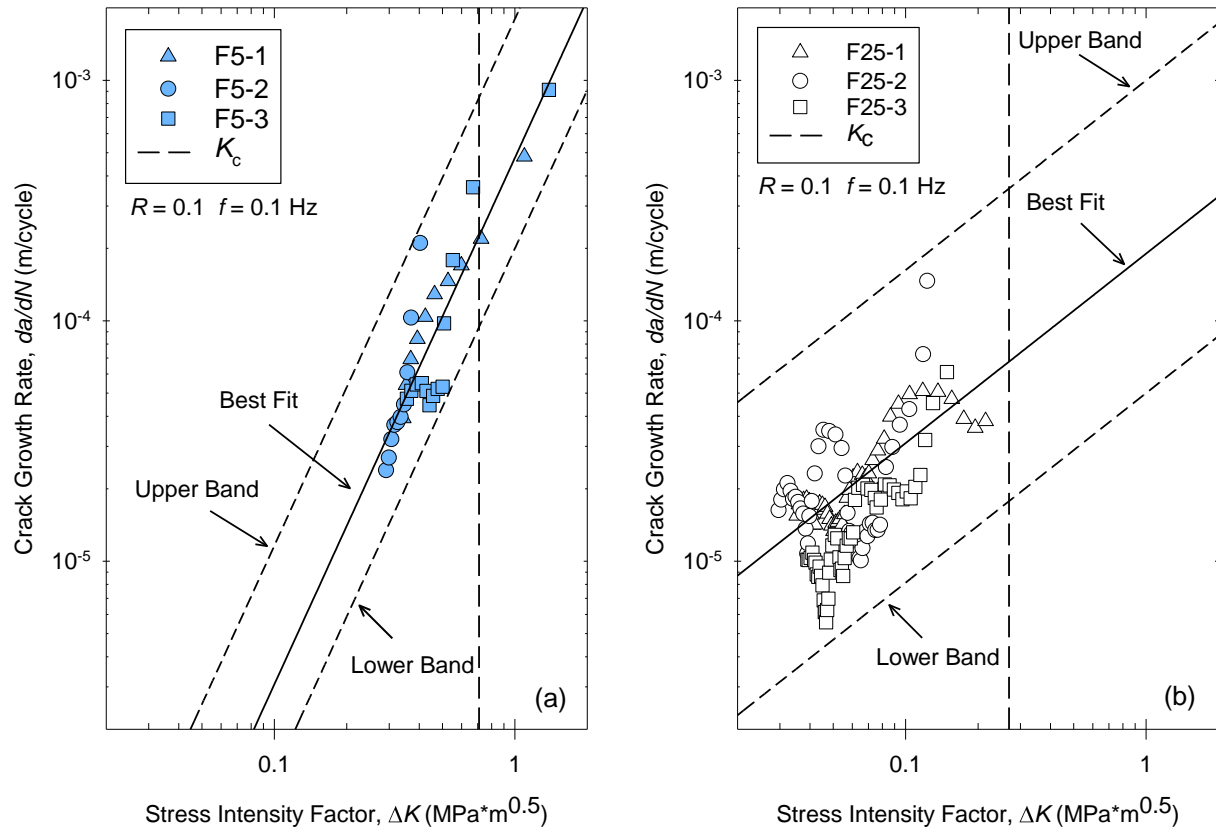 F5-1
F5-2
F5-3
Kc
R = 0.1 f = 0.1 Hz
Best Fit
Upper Band
Lower Band
(a)
10-3
10-4
10-5
0.1
1
Crack Growth Rate, da/dN (m/cycle)
Stress Intensity Factor, ΔK (MPa*m0.5)
F25-1
F25-2
F25-3
Kc
R = 0.1 f = 0.1 Hz
Upper Band
Best Fit
Lower Band
(b)
10-3
10-4
10-5
0.1
1
Crack Growth Rate, da/dN (m/cycle)
Stress Intensity Factor, ΔK (MPa*m0.5)